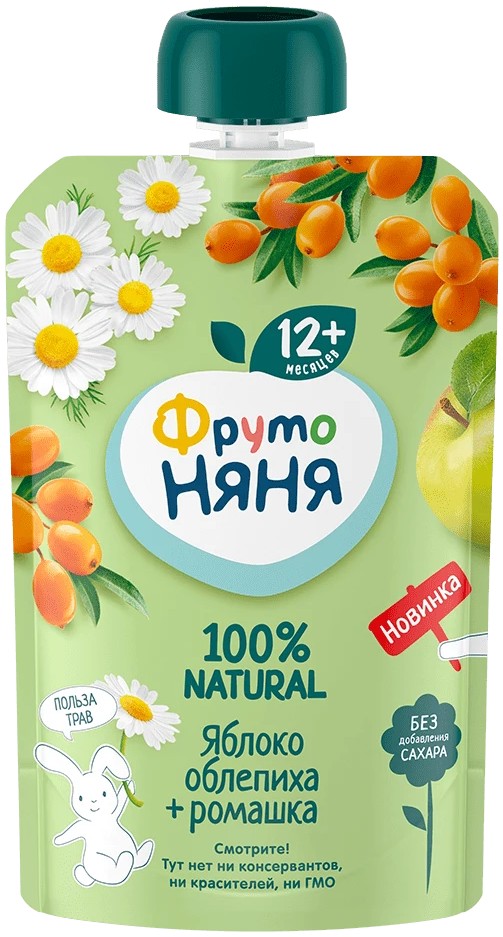 12+
месяцев
Фруто
НЯНЯ
Новинка
100%
NATURAL
ПОЛЬЗА
ТРАВ
Яблоко
облепиха
+ ромашка
БЕЗ
добавления
САХАРА
Смотрите!
Тут нет ни консервантов,
ни красителей, ни ГМО